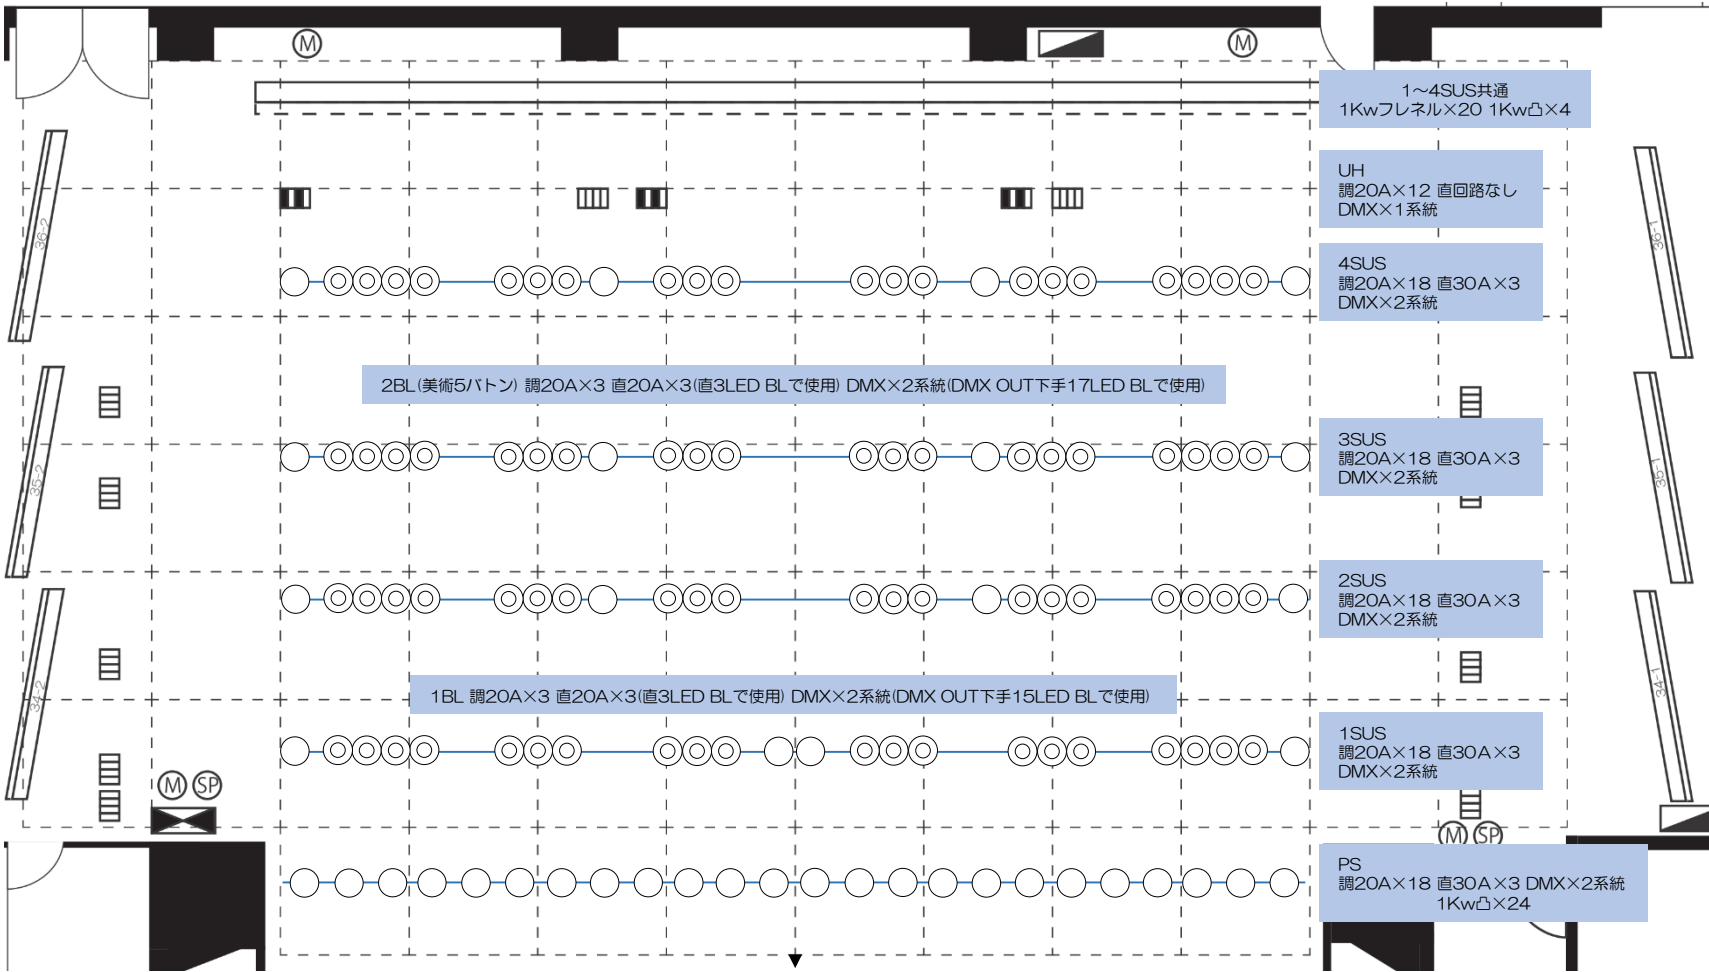 M
M
1～4SUS共通
1Kwフレネル×20 1Kw凸×4
UH
調20A×12 直回路なし
DMX×1系統
36-2
36-1
4SUS
調20A×18 直30A×3
DMX×2系統
2BL(美術5バトン) 調20A×3 直20A×3(直3LED BLで使用) DMX×2系統(DMX OUT下手17LED BLで使用)
3SUS
調20A×18 直30A×3
DMX×2系統
35-2
35-1
2SUS
調20A×18 直30A×3
DMX×2系統
34-2
34-1
1BL 調20A×3 直20A×3(直3LED BLで使用) DMX×2系統(DMX OUT下手15LED BLで使用)
1SUS
調20A×18 直30A×3
DMX×2系統
M SP
M SP
PS
調20A×18 直30A×3 DMX×2系統
1Kw凸×24